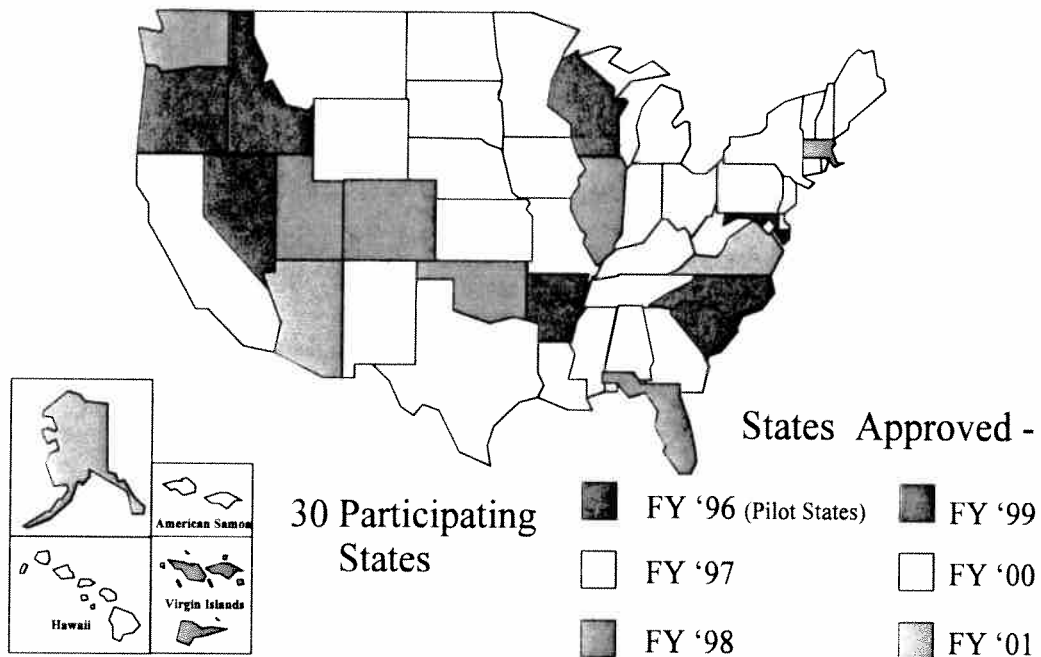 States Approved -
30 Participating
States
FY ‘96 (Pilot States)
FY ‘97
FY ‘98
FY ‘99
FY ‘00
FY ‘01
American Samoa
Hawaii
Virgin Islands